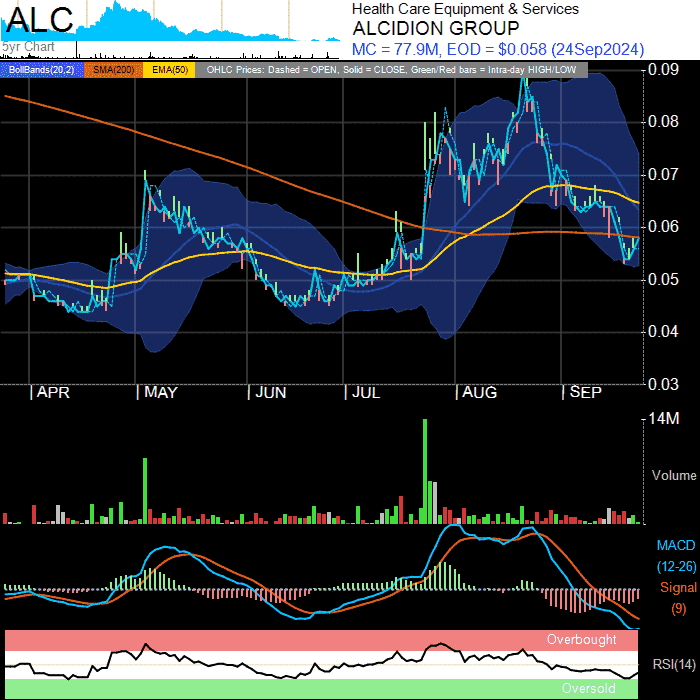 ALC
5yr Chart
Health Care Equipment & Services
ALCIDION GROUP
MC = 77.9M, EOD = $0.058 (24Sep2024)
BollBands(20,2) SMA(200) EMA(50) OHLC Prices: Dashed = OPEN, Solid = CLOSE, Green/Red bars = Intra-day HIGH/LOW
0.09
0.08
0.07
0.06
0.05
0.04
0.03
|APR |MAY |JUN |JUL |AUG |SEP
14M
Volume
MACD
(12-26)
Signal
(9)
Overbought
RSI(14)
Oversold